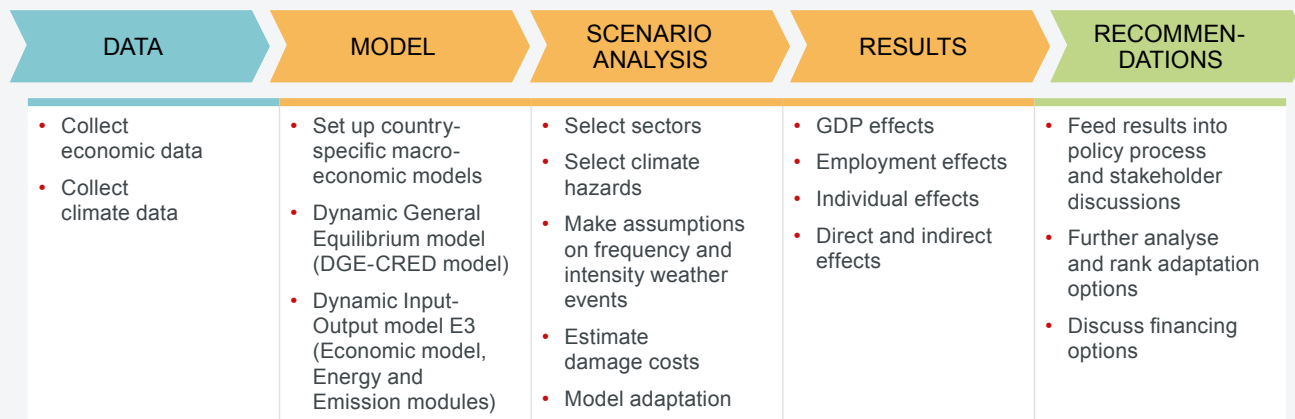 DATA
MODEL
SCENARIO
ANALYSIS
RESULTS
RECOMMEN-
DATIONS
• Collect
economic data
• Collect
climate data
• Set up country-
specific macro-
economic models
• Dynamic General
Equilibrium model
(DGE-CRED model)
• Dynamic Input-
Output model E3
(Economic model,
Energy and
Emission modules)
• Select sectors
• Select climate
hazards
• Make assumptions
on frequency and
intensity weather
events
• Estimate
damage costs
• Model adaptation
• GDP effects
• Employment effects
• Individual effects
• Direct and indirect
effects
• Feed results into
policy process
and stakeholder
discussions
• Further analyse
and rank adaptation
options
• Discuss financing
options